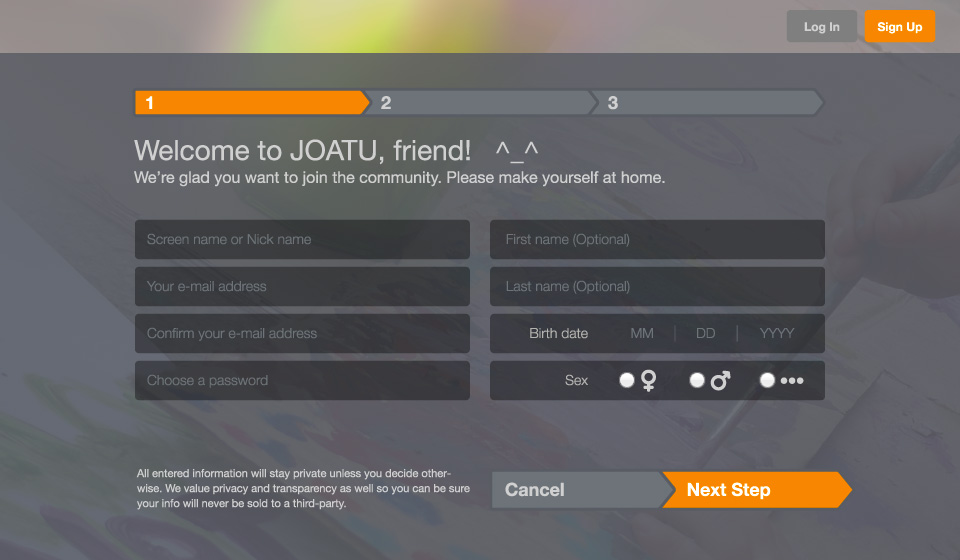 Log In
Sign Up
1
2
3
Welcome to JOATU, friend! ^_^
We're glad you want to join the community. Please make yourself at home.
Screen name or Nick name
First name (Optional)
Your e-mail address
Last name (Optional)
Confirm your e-mail address
Birth date MM | DD | YYYY
Choose a password
Sex ♀ ♂ •••
All entered information will stay private unless you decide other-
wise. We value privacy and transparency as well so you can be sure
your info will never be sold to a third-party.
Cancel
Next Step